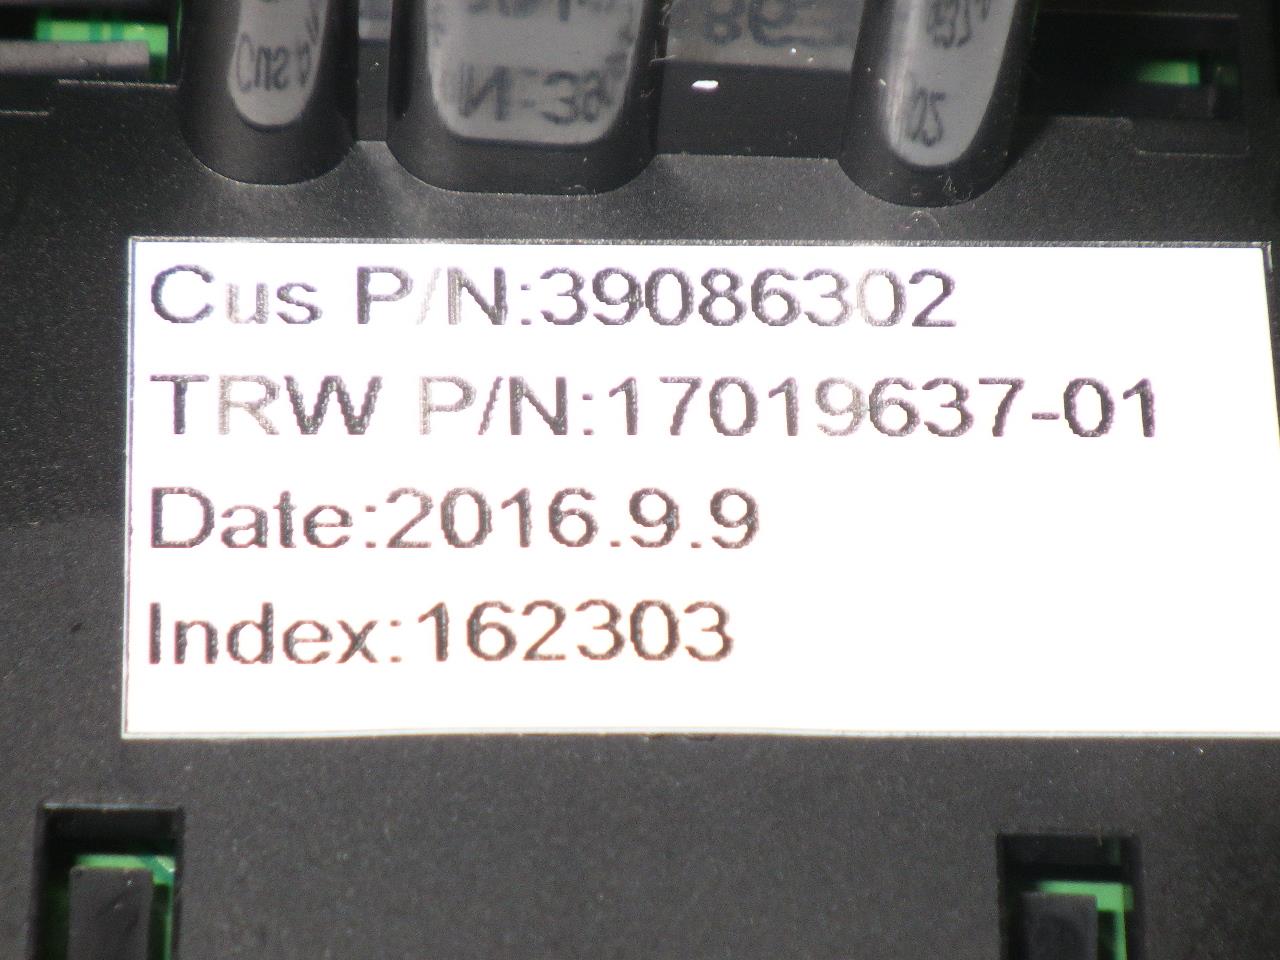 Cus P/N:39086302
TRW P/N:17019637-01
Date:2016.9.9
Index:162303